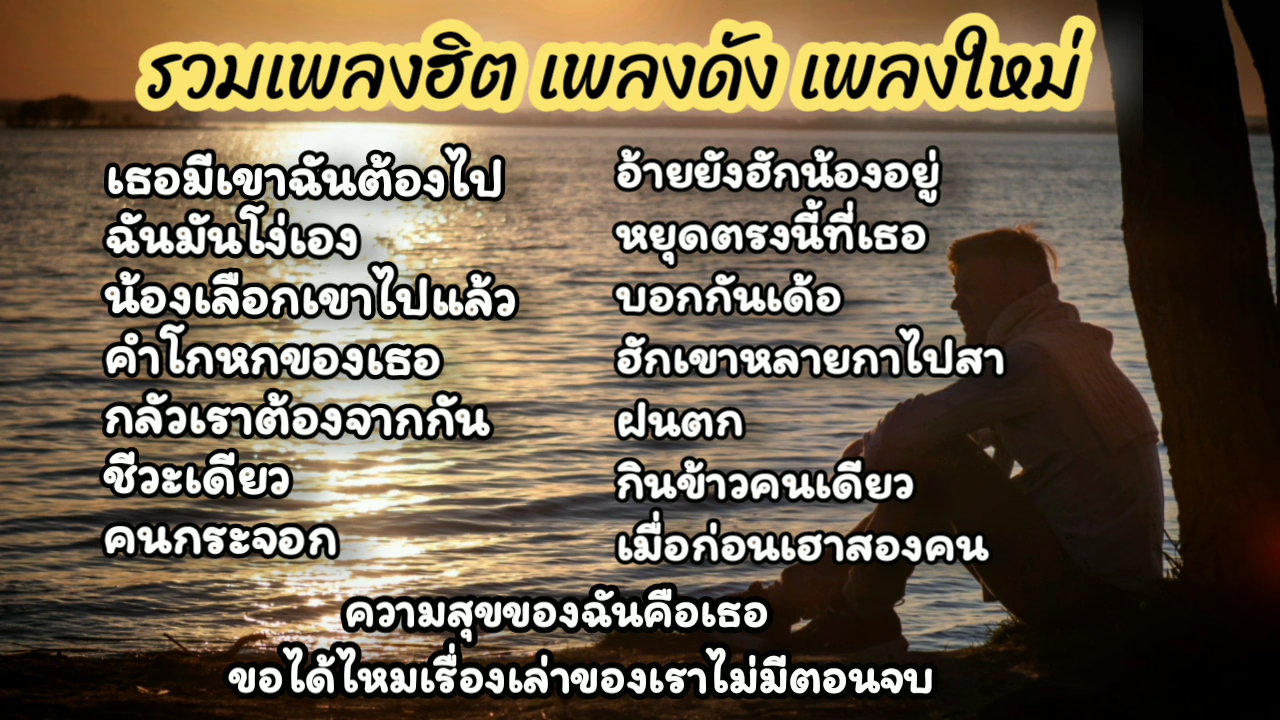 รวมเพลงฮิต เพลงดัง เพลงใหม่
เธอมีเขาฉันต้องไป
ฉันมันโง่เอง
น้องเลือกเขาไปแล้ว
คำโกหกของเธอ
กลัวเราต้องจากกัน
ชีวะเดียว
คนกระจอก
อ้ายยังฮักน้องอยู่
หยุดตรงนี้ที่เธอ
บอกกันเด้อ
ฮักเขาหลายกาไปสา
ฝนตก
กินข้าวคนเดียว
เมื่อก่อนเฮาสองคน
ความสุขของฉันคือเธอ
ขอได้ไหมเรื่องเล่าของเราไม่มีตอนจบ